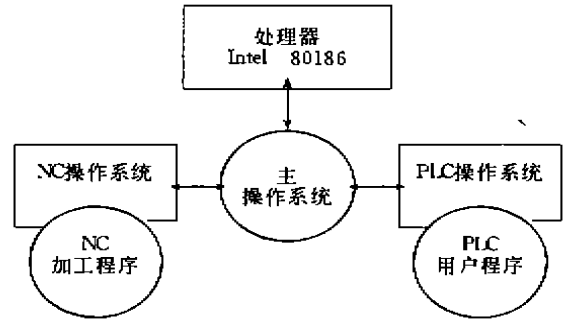 处理器
Intel 80186
NC操作系统
主
操作系统
PLC操作系统
NC
加工程序
PLC
用户程序